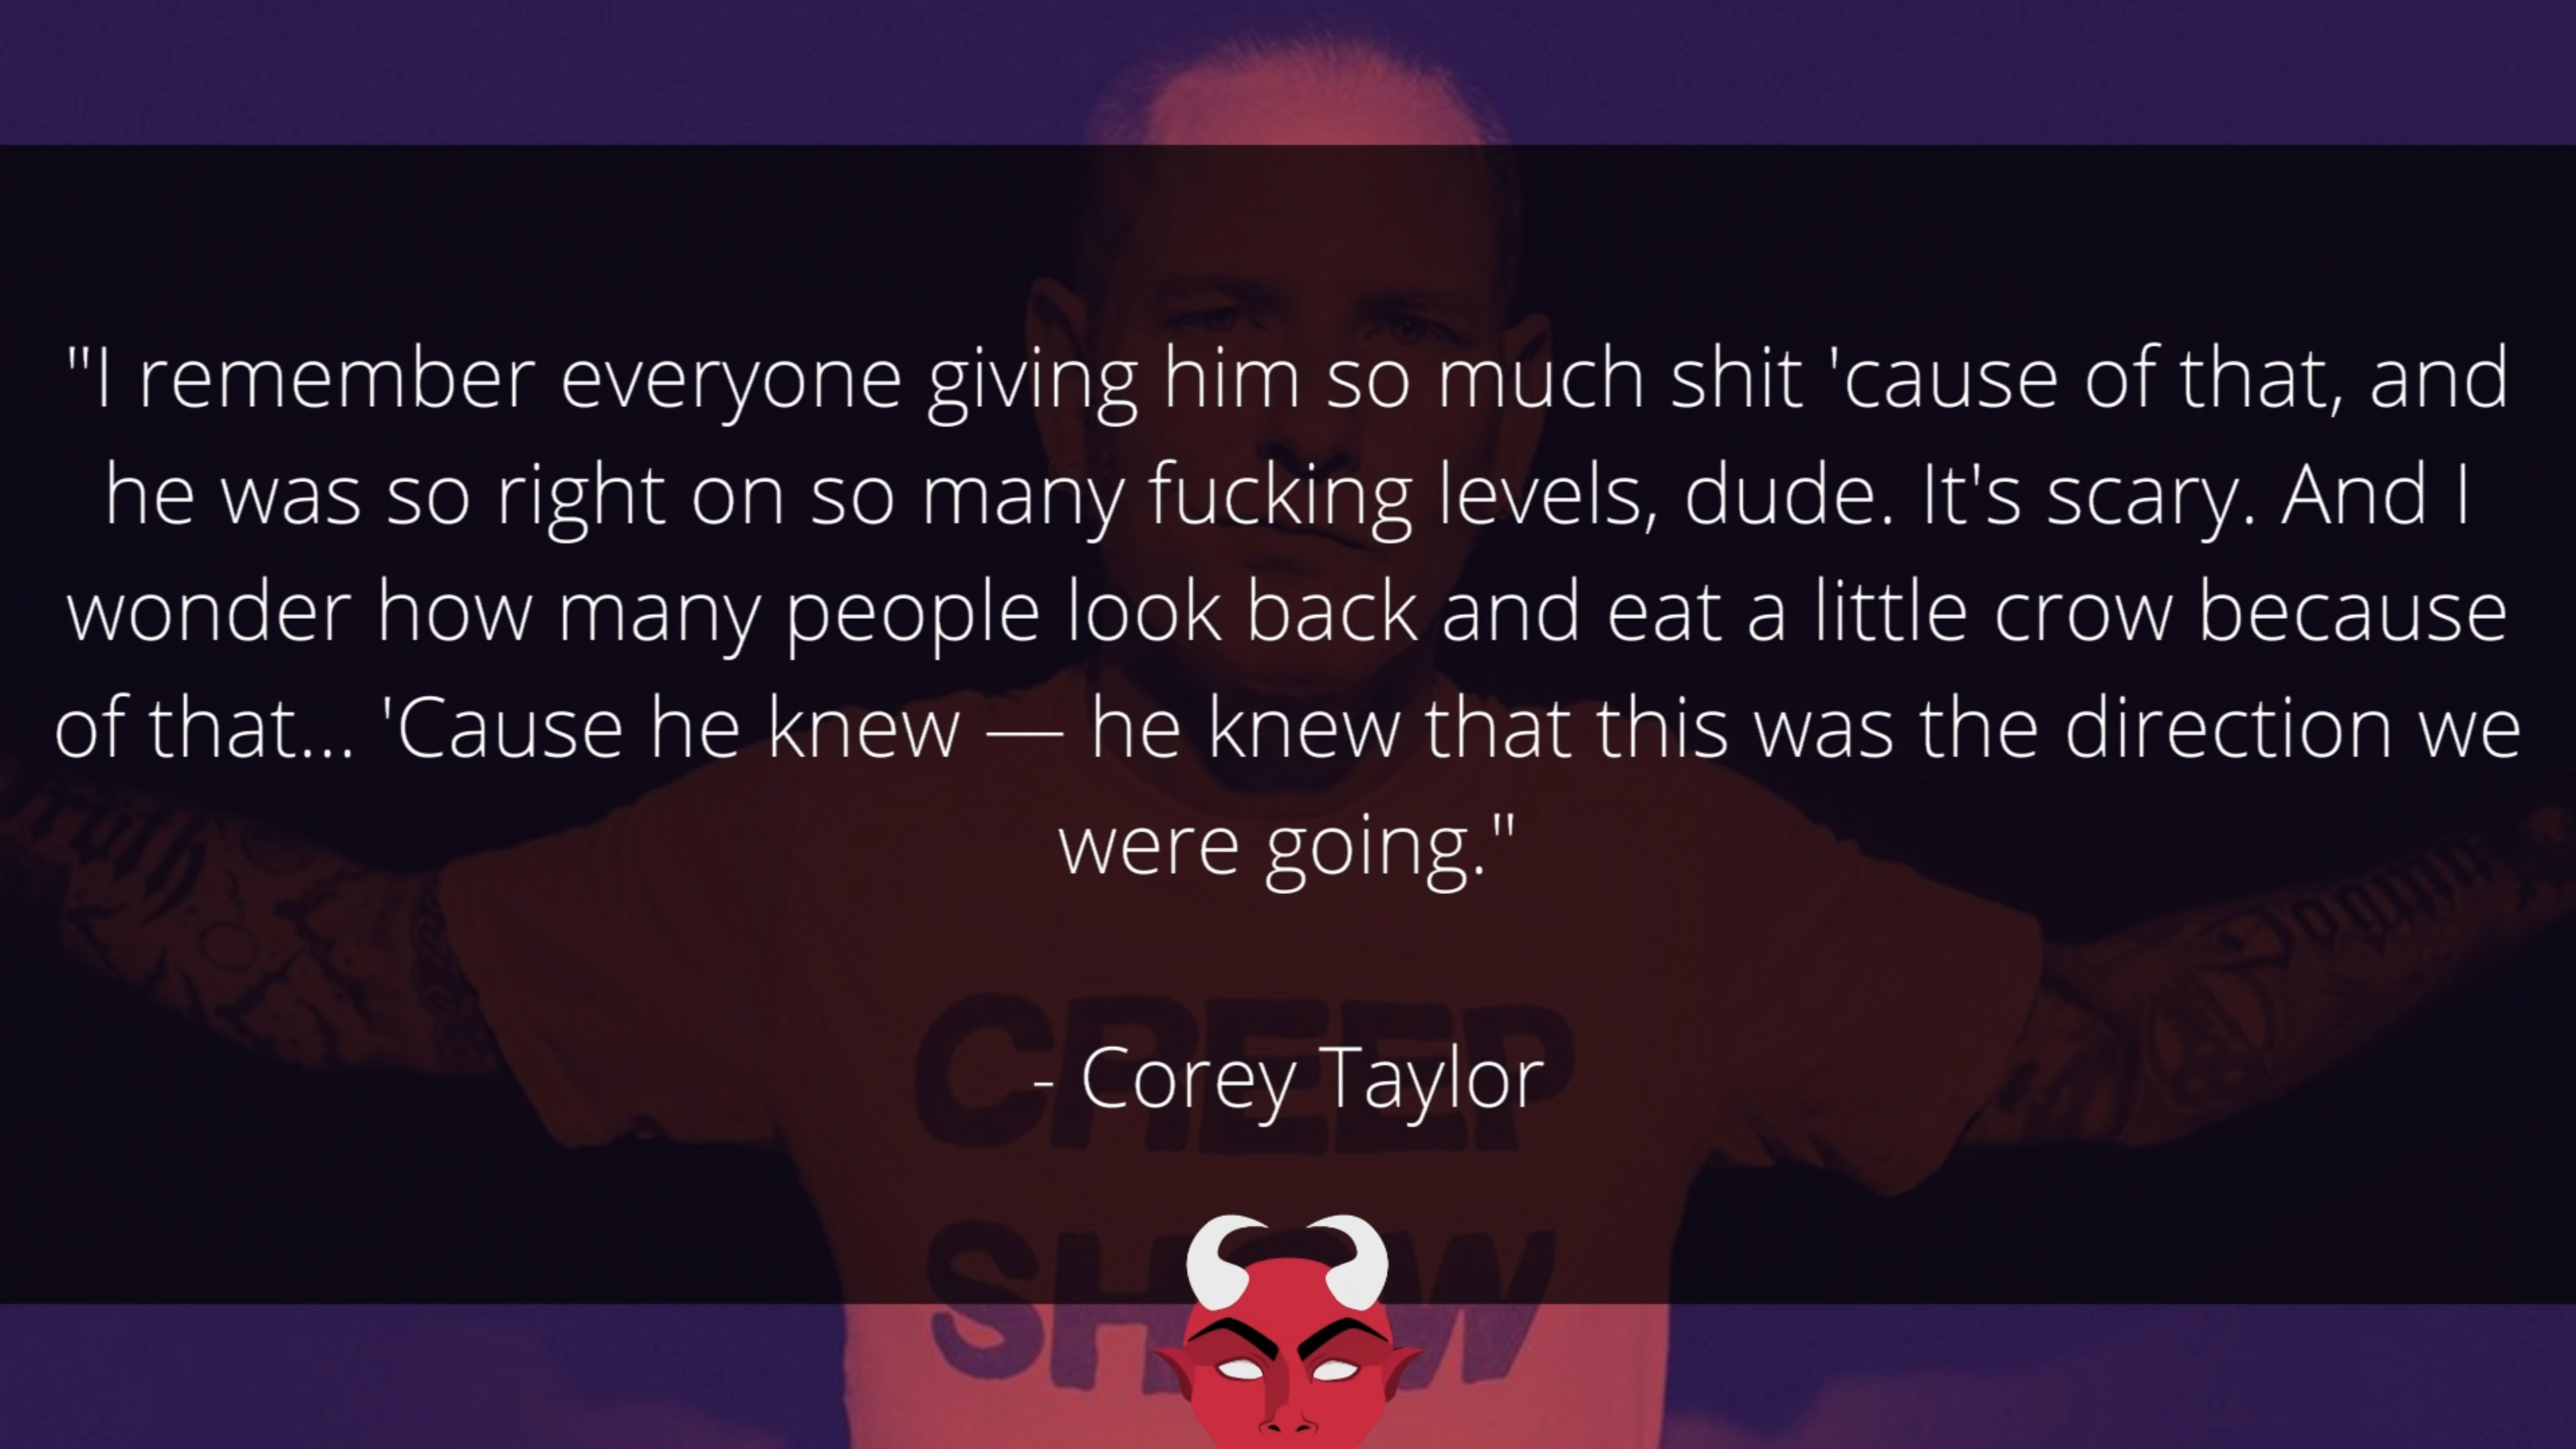 "I remember everyone giving him so much shit 'cause of that, and
he was so right on so many fucking levels, dude. It's scary. And I
wonder how many people look back and eat a little crow because
of that... 'Cause he knew — he knew that this was the direction we
were going."
- Corey Taylor
CREEP
SHOW